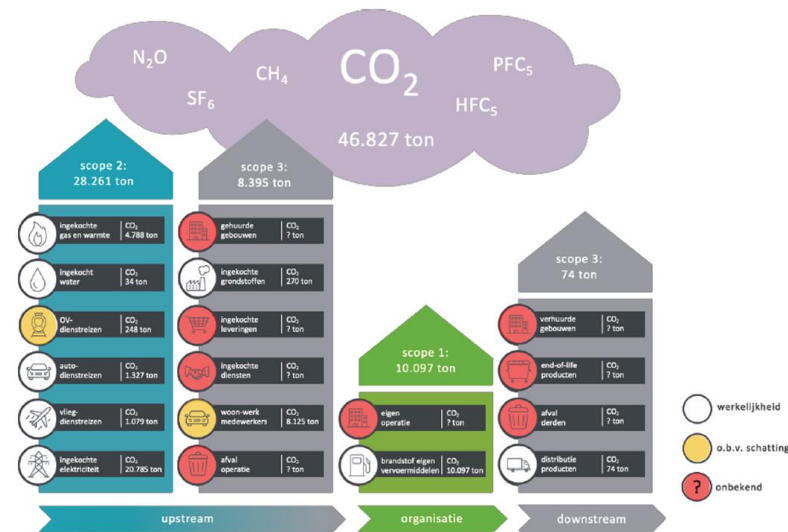 N₂O
SF₆
CH₄
CO₂
PFC₅
HFC₅
46.827 ton
scope 2:
28.261 ton
ingekochte
gas en warmte
CO₂
4.788 ton
ingekocht
water
CO₂
34 ton
OV-
dienstreizen
CO₂
248 ton
auto-
dienstreizen
CO₂
1.327 ton
vlieg-
dienstreizen
CO₂
1.079 ton
ingekochte
elektriciteit
CO₂
20.785 ton
scope 3:
8.395 ton
gehuurde
gebouwen
CO₂
? ton
ingekochte
grondstoffen
CO₂
270 ton
ingekochte
leveringen
CO₂
? ton
ingekochte
diensten
CO₂
? ton
woon-werk
medewerkers
CO₂
8.125 ton
afval
operatie
CO₂
? ton
scope 1:
10.097 ton
eigen
operatie
CO₂
? ton
brandstof eigen
vervoermiddelen
CO₂
10.097 ton
scope 3:
74 ton
verhuurde
gebouwen
CO₂
? ton
end-of-life
producten
CO₂
? ton
afval
derden
CO₂
? ton
distributie
producten
CO₂
74 ton
werkelijkheid
o.b.v. schatting
?
onbekend
upstream
organisatie
downstream